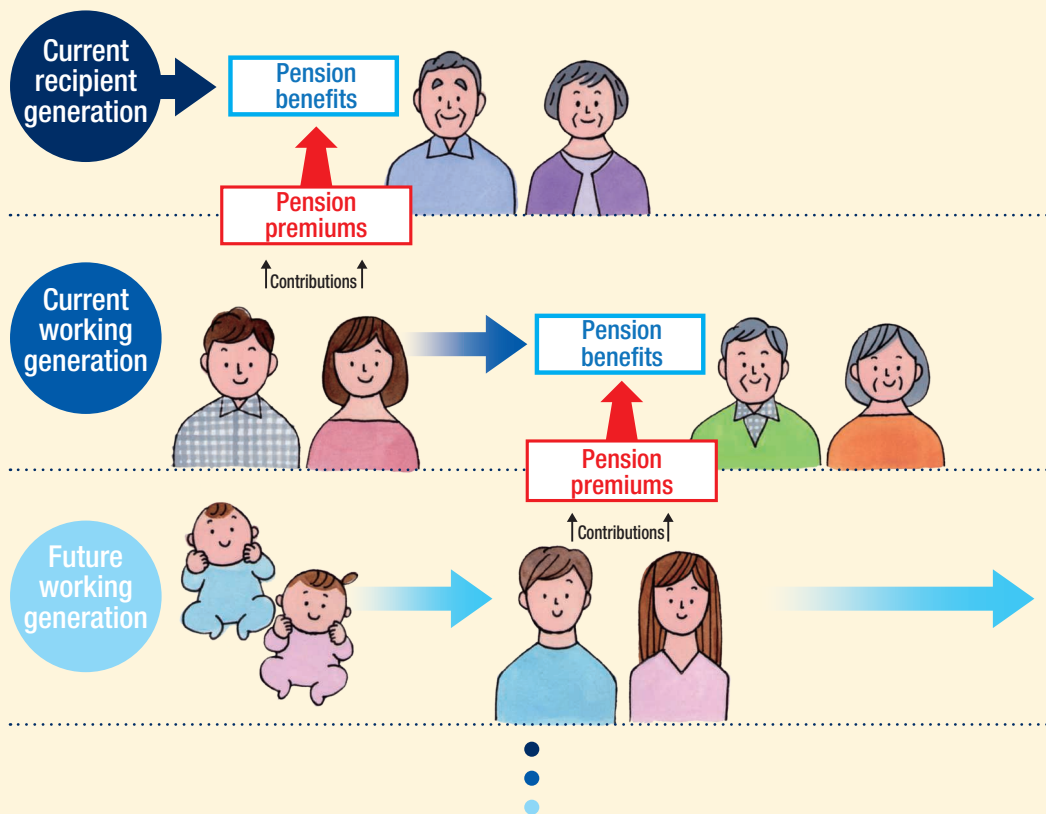 Current
recipient
generation
Pension
benefits
Pension
premiums
Contributions
Current
working
generation
Pension
benefits
Pension
premiums
Contributions
Future
working
generation